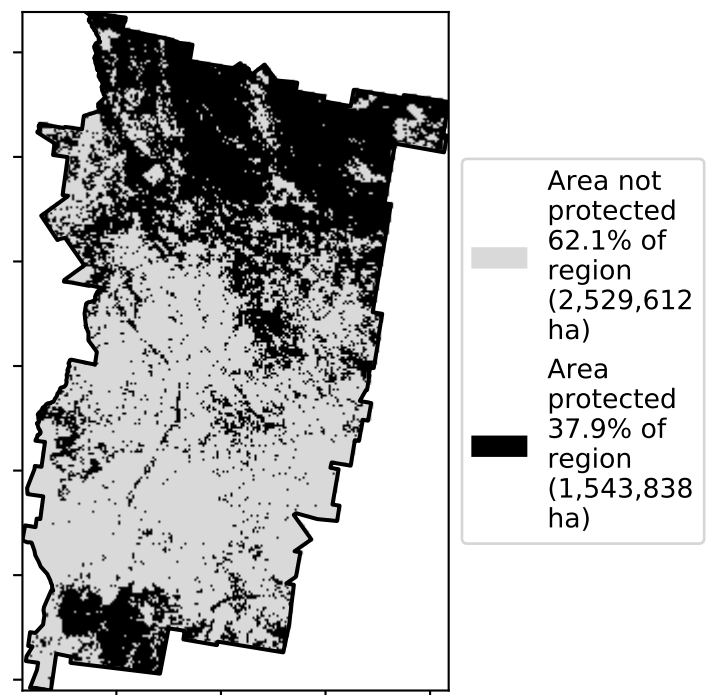 Area not
protected
62.1% of
region
(2,529,612
ha)
Area
protected
37.9% of
region
(1,543,838
ha)